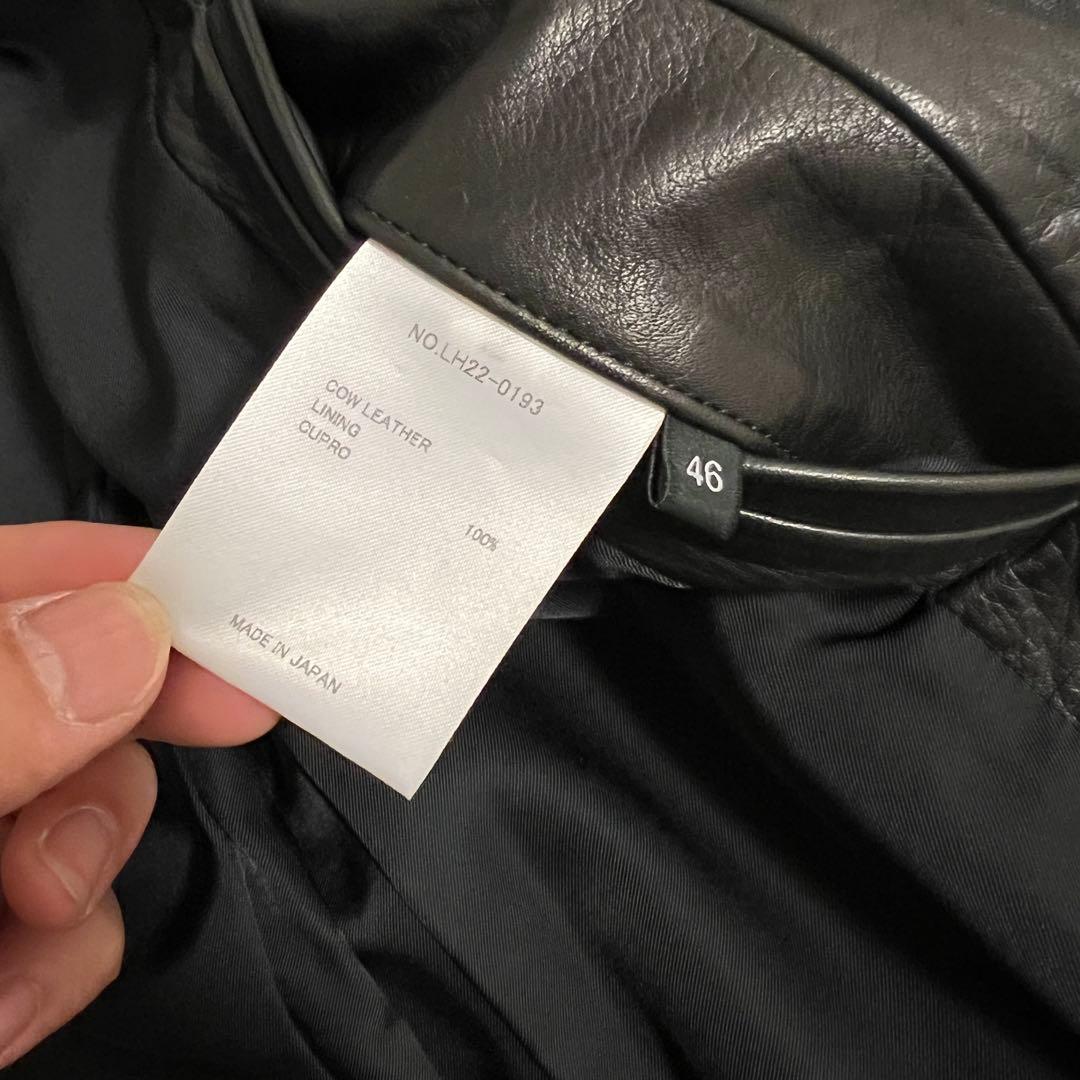 NO.LH22-0193
COW LEATHER
LINING
CUPRO
100%
MADE IN JAPAN
46